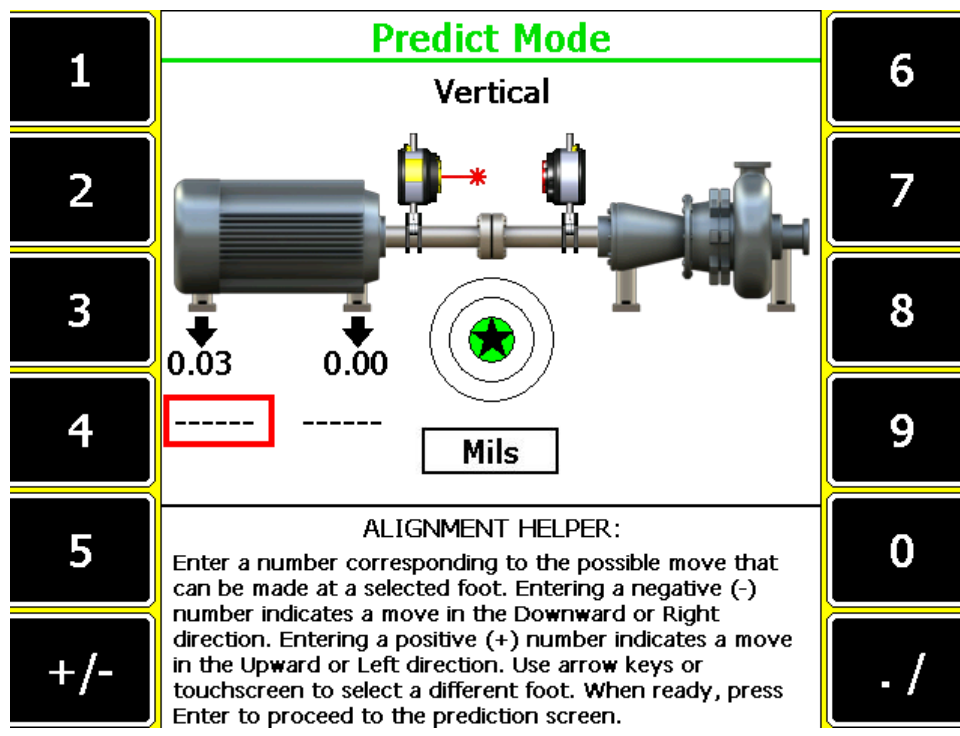 Predict Mode
Vertical
1
2
3
4
5
+/-
6
7
8
9
0
. /
0.03 0.00
------ ------
Mils
ALIGNMENT HELPER:
Enter a number corresponding to the possible move that
can be made at a selected foot. Entering a negative (-)
number indicates a move in the Downward or Right
direction. Entering a positive (+) number indicates a move
in the Upward or Left direction. Use arrow keys or
touchscreen to select a different foot. When ready, press
Enter to proceed to the prediction screen.